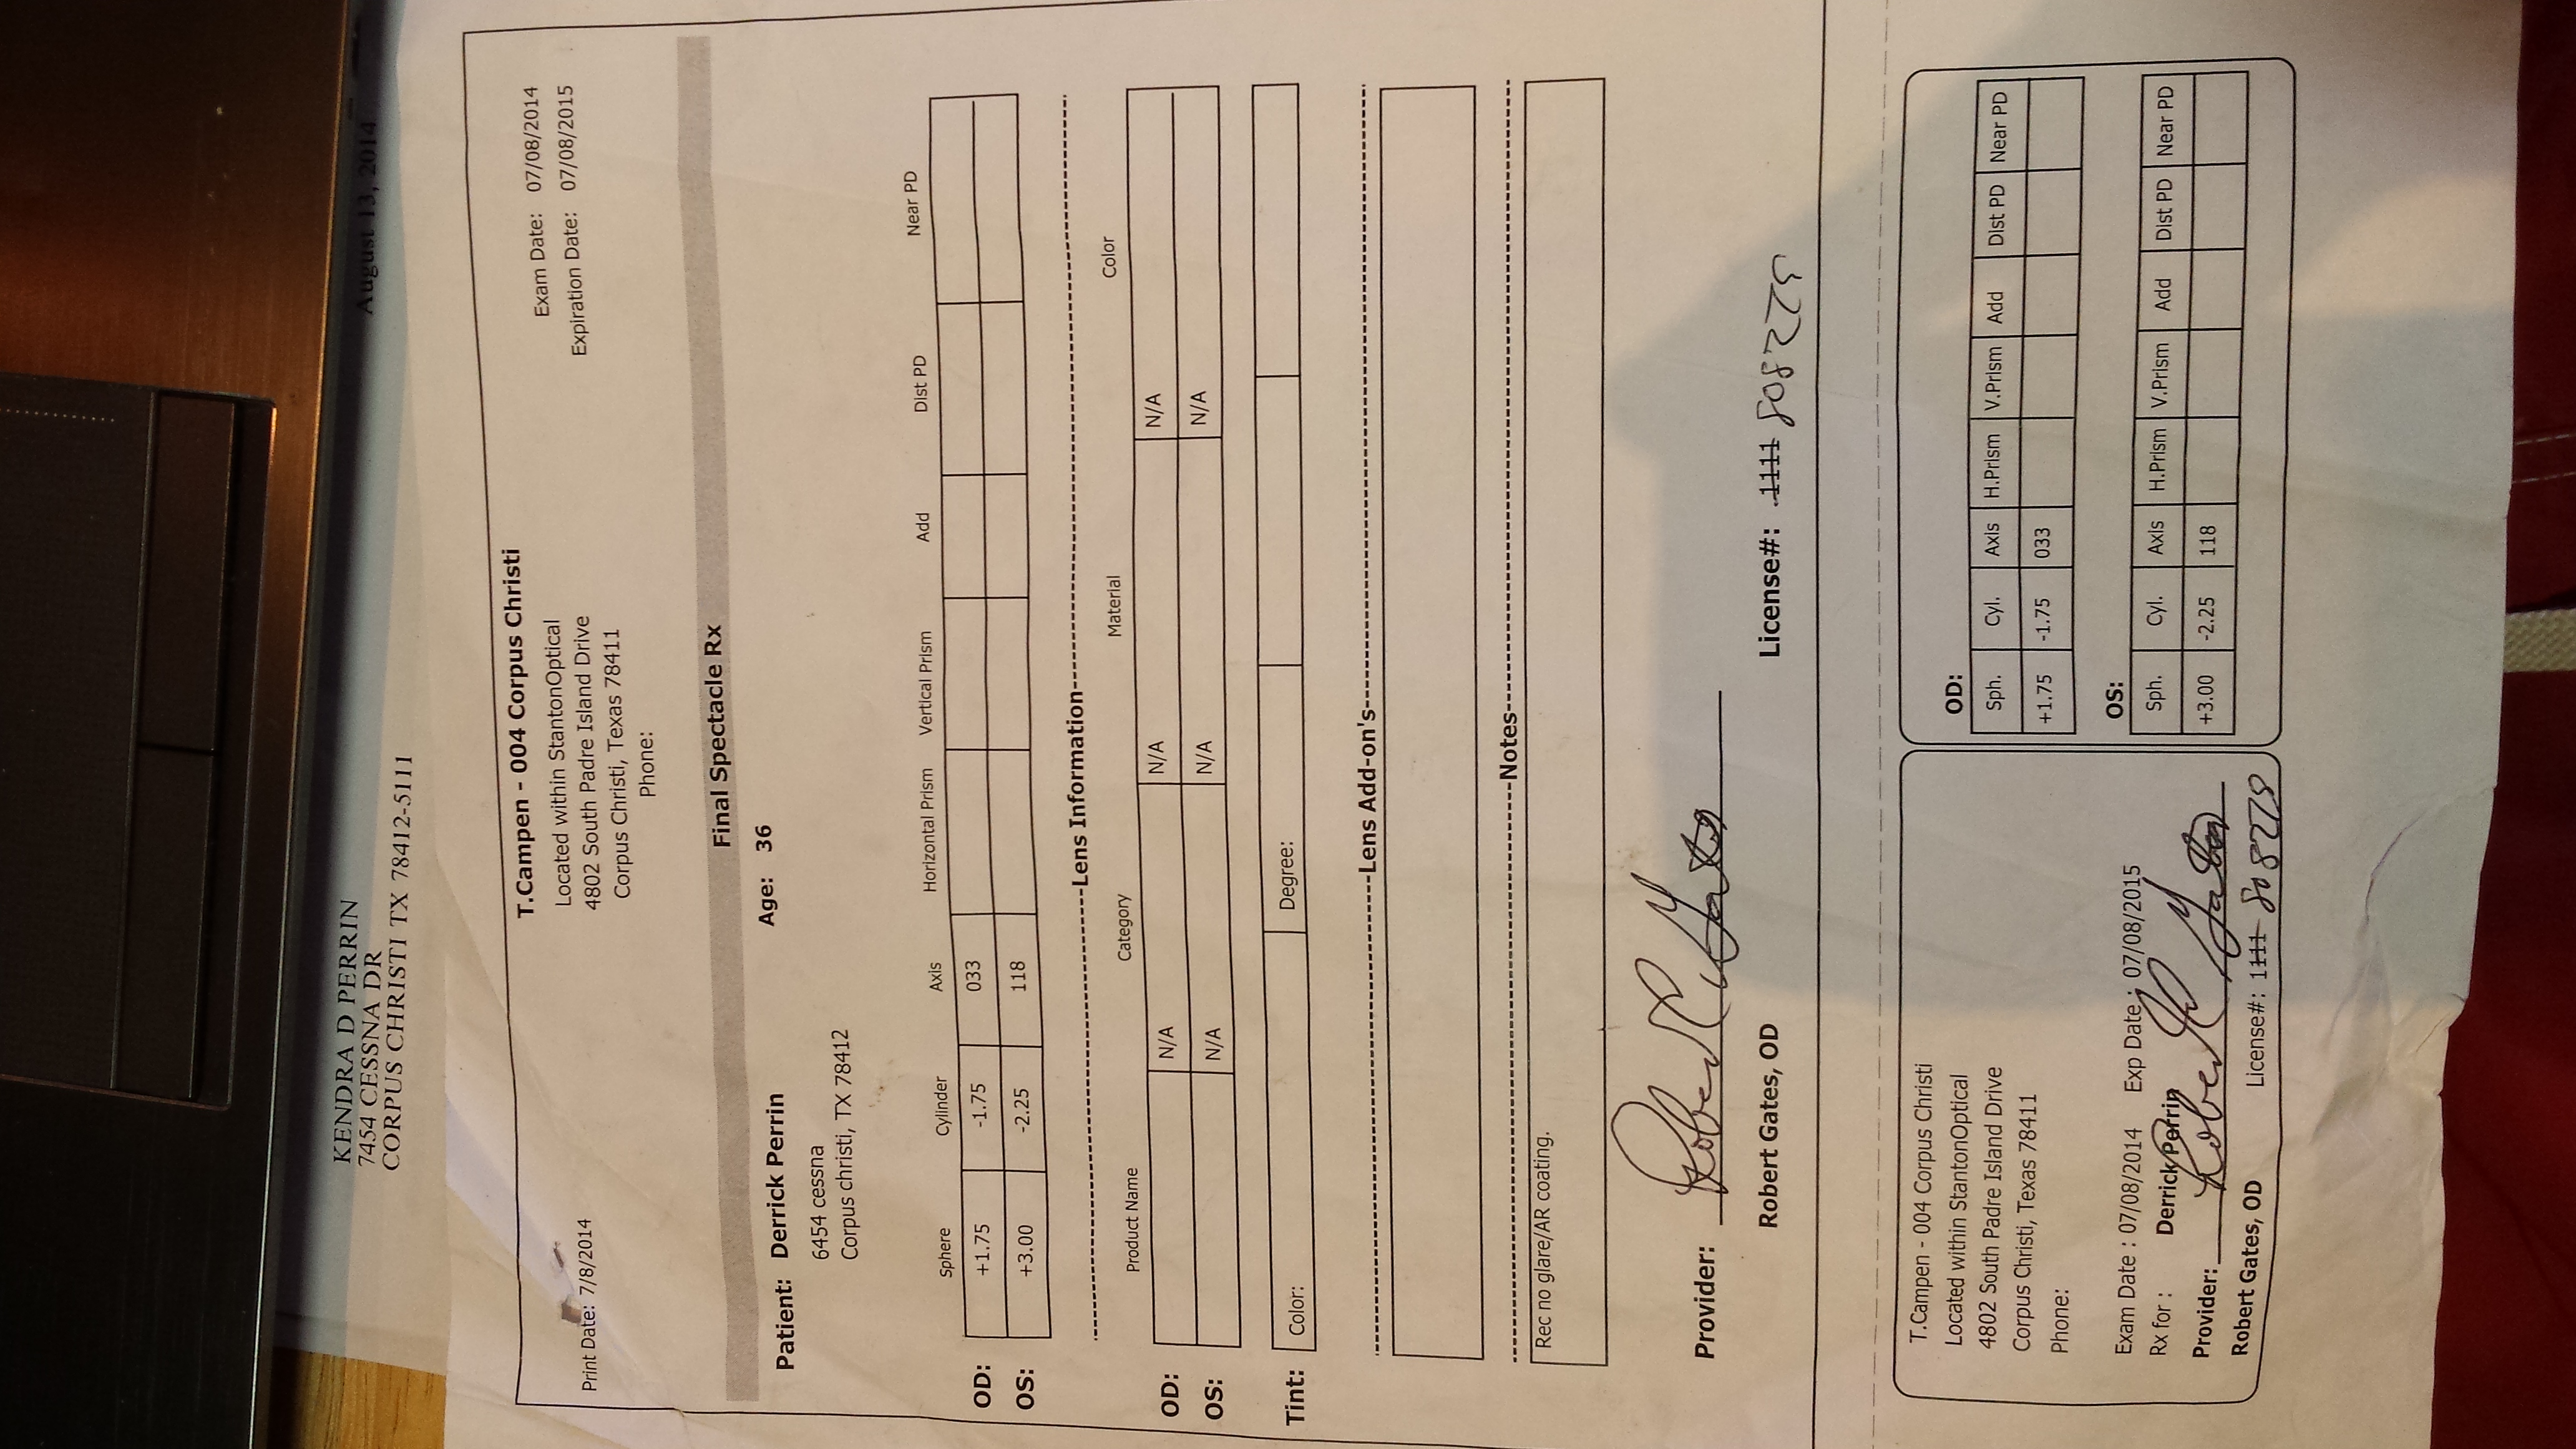 August 13, 2014
KENDRA D PERRIN
7454 CESSNA DR
CORPUS CHRISTI TX 78412-5111
T.Campen - 004 Corpus Christi
Located within StantonOptical
4802 South Padre Island Drive
Corpus Christi, Texas 78411
Phone:
Exam Date: 07/08/2014
Expiration Date: 07/08/2015
Print Date: 7/8/2014
Final Spectacle Rx
Patient: Derrick Perrin Age: 36
6454 cessna
Corpus christi, TX 78412
Sphere Cylinder Axis Horizontal Prism Vertical Prism Add Dist PD Near PD
OD: +1.75 -1.75 033
OS: +3.00 -2.25 118
Lens Information
Product Name Category Material Color
OD: N/A N/A N/A
OS: N/A N/A N/A
Tint: Color: Degree:
Lens Add-on's
Notes
Rec no glare/AR coating.
Provider:
Robert Gates, OD License#: 1111 8082TS
T.Campen - 004 Corpus Christi
Located within StantonOptical
4802 South Padre Island Drive
Corpus Christi, Texas 78411
Phone:
Exam Date : 07/08/2014 Exp Date : 07/08/2015
Rx for : Derrick Perrin
Provider:
Robert Gates, OD License#: 1111
OD:
Sph. Cyl. Axis H.Prism V.Prism Add Dist PD Near PD
+1.75 -1.75 033
OS:
Sph. Cyl. Axis H.Prism V.Prism Add Dist PD Near PD
+3.00 -2.25 118